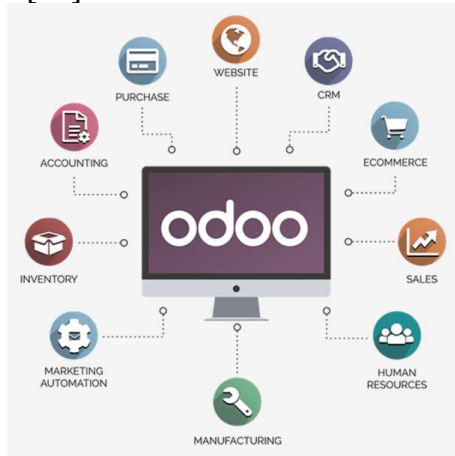 WEBSITE
PURCHASE
CRM
ACCOUNTING
ECOMMERCE
odoo
INVENTORY
SALES
MARKETING
AUTOMATION
HUMAN
RESOURCES
MANUFACTURING